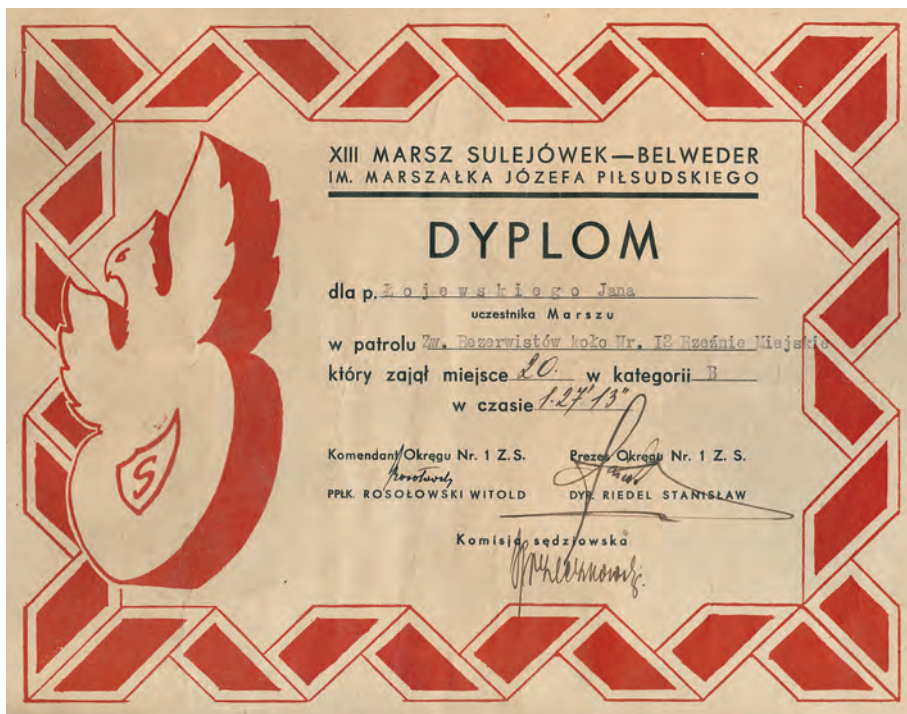 XIII MARSZ SULEJÓWEK—BELWEDER
IM. MARSZAŁKA JÓZEFA PIŁSUDSKIEGO
DYPLOM
dla p. Łojewskiego Jana
uczestnika Marszu
w patrolu Zw. Rezerwistów koło Nr. I2 Rzeźnie Miejskie
który zajął miejsce 20. w kategorii B
w czasie 1.27'13"
Komendant Okręgu Nr. 1 Z. S. Prezes Okręgu Nr. 1 Z. S.
PPŁK. ROSOŁOWSKI WITOLD DYR. RIEDEL STANISŁAW
Komisja sędziowska
S